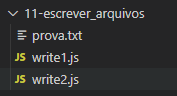 11-escrever_arquivos
prova.txt
JS write1.js
JS write2.js